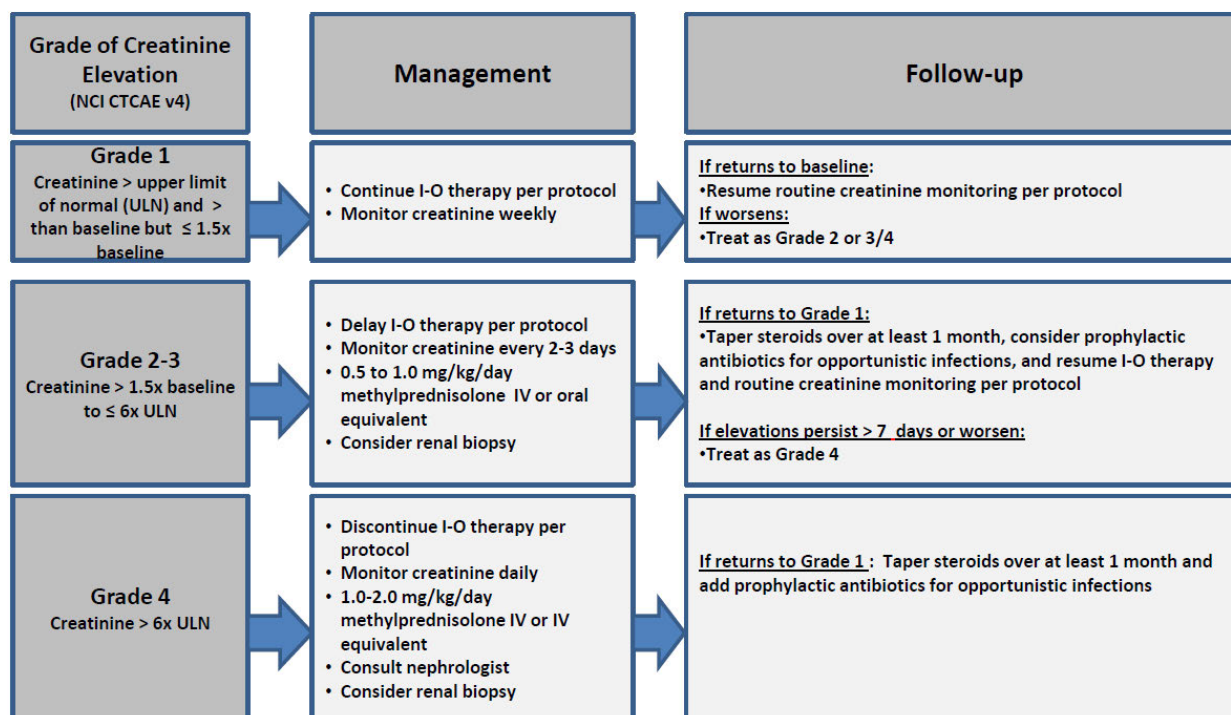 Grade of Creatinine
Elevation
(NCI CTCAE v4)
Management
Follow-up
Grade 1
Creatinine > upper limit
of normal (ULN) and >
than baseline but ≤ 1.5x
baseline
• Continue I-O therapy per protocol
• Monitor creatinine weekly
If returns to baseline:
•Resume routine creatinine monitoring per protocol
If worsens:
•Treat as Grade 2 or 3/4
Grade 2-3
Creatinine > 1.5x baseline
to ≤ 6x ULN
• Delay I-O therapy per protocol
• Monitor creatinine every 2-3 days
• 0.5 to 1.0 mg/kg/day
methylprednisolone IV or oral
equivalent
• Consider renal biopsy
If returns to Grade 1:
•Taper steroids over at least 1 month, consider prophylactic
antibiotics for opportunistic infections, and resume I-O therapy
and routine creatinine monitoring per protocol
If elevations persist > 7 days or worsen:
•Treat as Grade 4
Grade 4
Creatinine > 6x ULN
• Discontinue I-O therapy per
protocol
• Monitor creatinine daily
• 1.0-2.0 mg/kg/day
methylprednisolone IV or IV
equivalent
• Consult nephrologist
• Consider renal biopsy
If returns to Grade 1 : Taper steroids over at least 1 month and
add prophylactic antibiotics for opportunistic infections